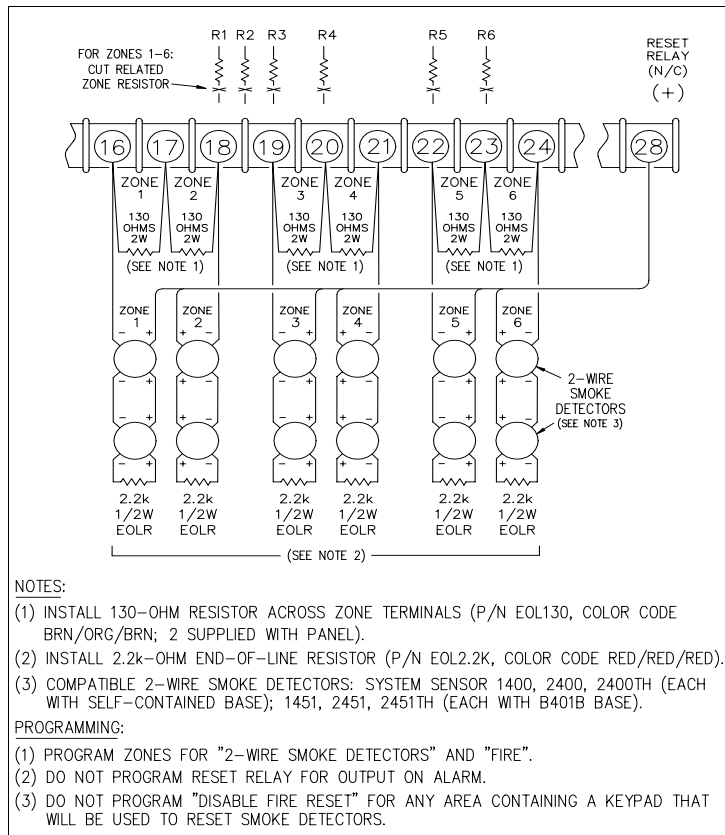 R1 R2 R3 R4 R5 R6
FOR ZONES 1-6:
CUT RELATED
ZONE RESISTOR
RESET
RELAY
(N/C)
(+)
16 17 18 19 20 21 22 23 24 28
ZONE ZONE ZONE ZONE ZONE ZONE
1 2 3 4 5 6
130 130 130 130 130 130
OHMS OHMS OHMS OHMS OHMS OHMS
2W 2W 2W 2W 2W 2W
(SEE NOTE 1) (SEE NOTE 1) (SEE NOTE 1)
ZONE ZONE ZONE ZONE ZONE ZONE
1 2 3 4 5 6
- + + - - + + - - + + -
- + + - - + + - - + + -
2-WIRE
SMOKE
DETECTORS
(SEE NOTE 3)
- + + - - + + - - + + -
- + + - - + + - - + + -
2.2k 2.2k 2.2k 2.2k 2.2k 2.2k
1/2W 1/2W 1/2W 1/2W 1/2W 1/2W
EOLR EOLR EOLR EOLR EOLR EOLR
(SEE NOTE 2)
NOTES:
(1) INSTALL 130-OHM RESISTOR ACROSS ZONE TERMINALS (P/N EOL130, COLOR CODE
BRN/ORG/BRN; 2 SUPPLIED WITH PANEL).
(2) INSTALL 2.2k-OHM END-OF-LINE RESISTOR (P/N EOL2.2K, COLOR CODE RED/RED/RED).
(3) COMPATIBLE 2-WIRE SMOKE DETECTORS: SYSTEM SENSOR 1400, 2400, 2400TH (EACH
WITH SELF-CONTAINED BASE); 1451, 2451, 2451TH (EACH WITH B401B BASE).
PROGRAMMING:
(1) PROGRAM ZONES FOR "2-WIRE SMOKE DETECTORS" AND "FIRE".
(2) DO NOT PROGRAM RESET RELAY FOR OUTPUT ON ALARM.
(3) DO NOT PROGRAM "DISABLE FIRE RESET" FOR ANY AREA CONTAINING A KEYPAD THAT
WILL BE USED TO RESET SMOKE DETECTORS.